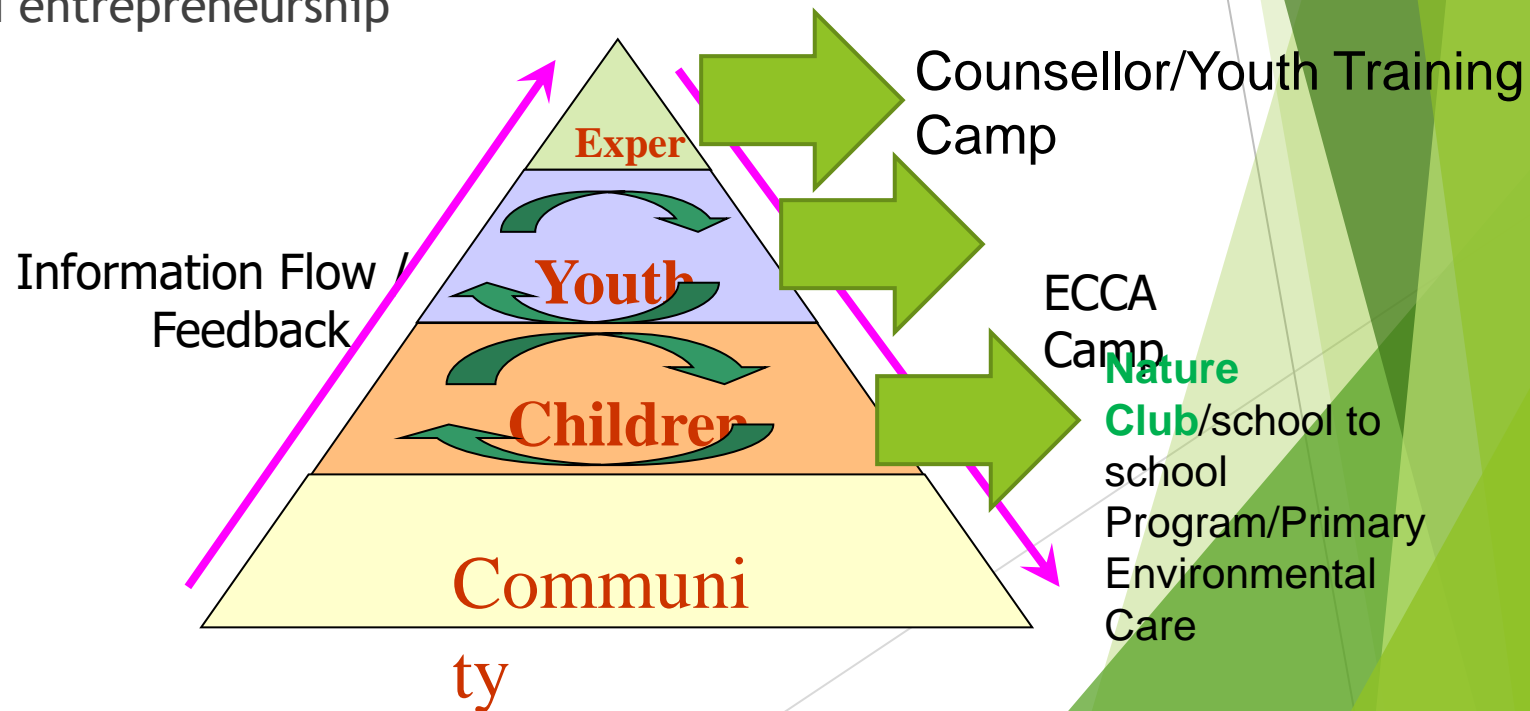 entrepreneurship
Exper
Youth
Children
Communi
ty
Information Flow /
Feedback
Counsellor/Youth Training
Camp
ECCA
Camp
Nature
Club/school to
school
Program/Primary
Environmental
Care